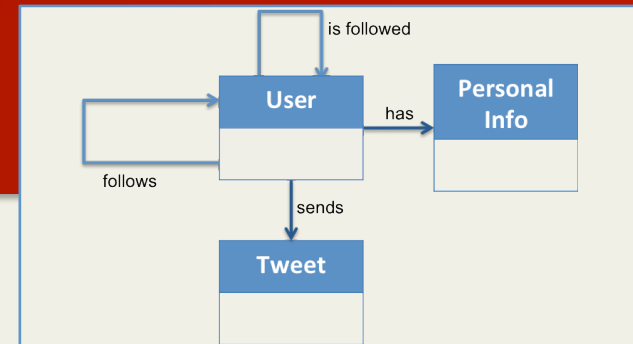 is followed
User
Personal
Info
has
follows
sends
Tweet